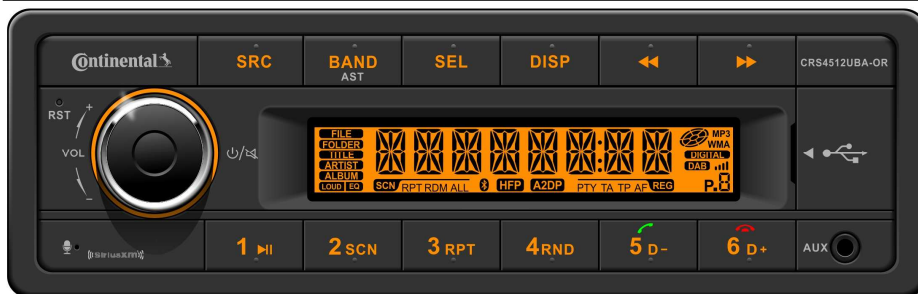 Continental SRC BAND SEL DISP CRS4512UBA-OR
AST
RST
+
VOL
-
FILE
FOLDER
TITLE
ARTIST
ALBUM
LOUD EQ
SCN RPT RDM ALL HFP A2DP PTY TA TP AF REG
MP3
WMA
DIGITAL
DAB
P.8
((siriusxm))
1 2 SCN 3 RPT 4 RND 5 D- 6 D+
AUX